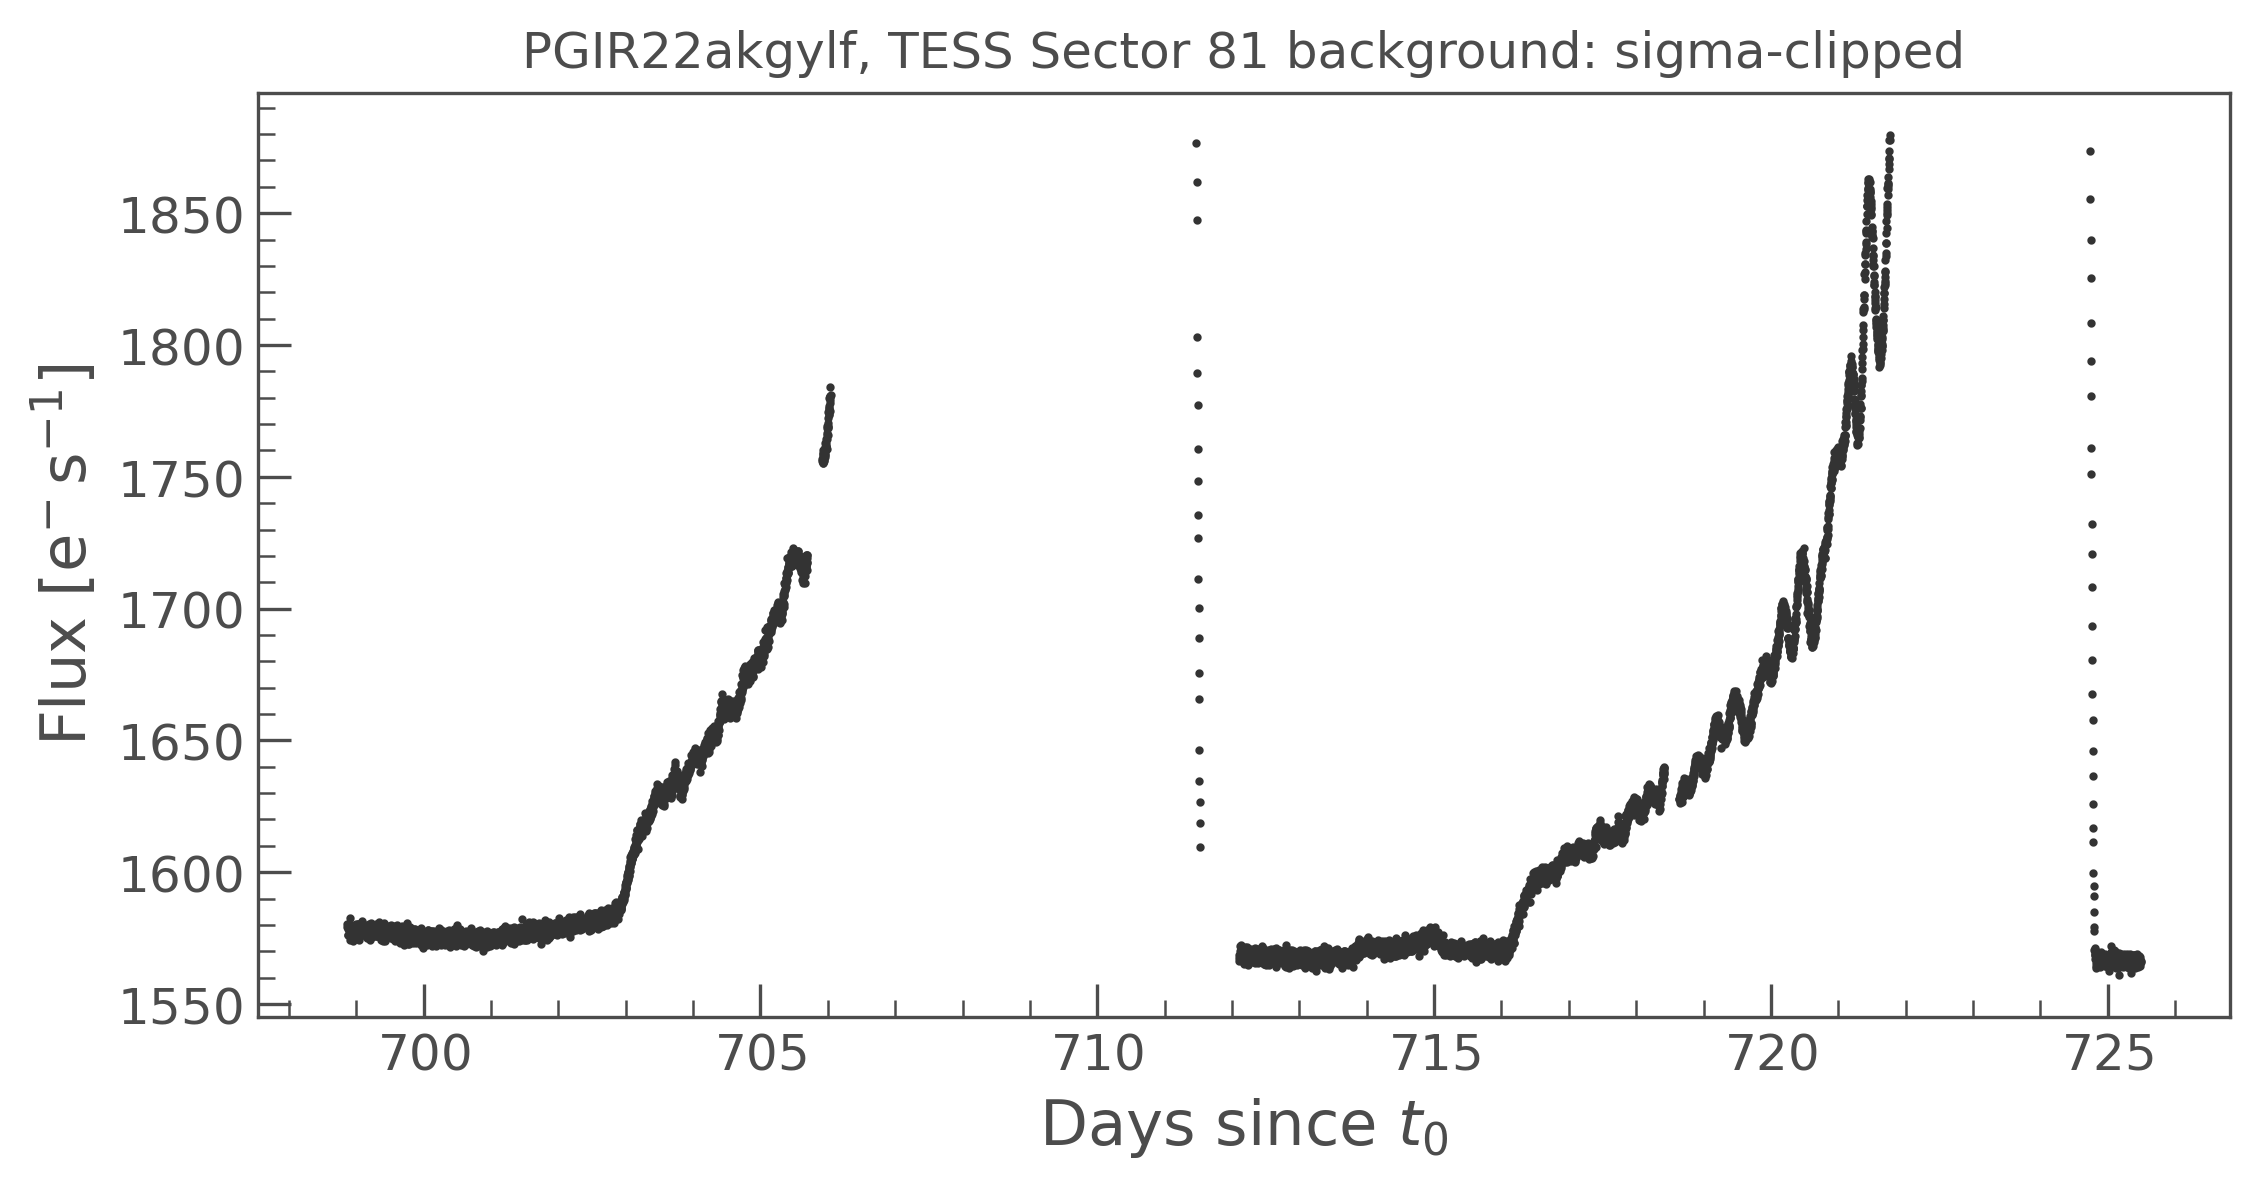 PGIR22akgylf, TESS Sector 81 background: sigma-clipped
Flux [e⁻ s⁻¹]
1850
1800
1750
1700
1650
1600
1550
700 705 710 715 720 725
Days since t₀